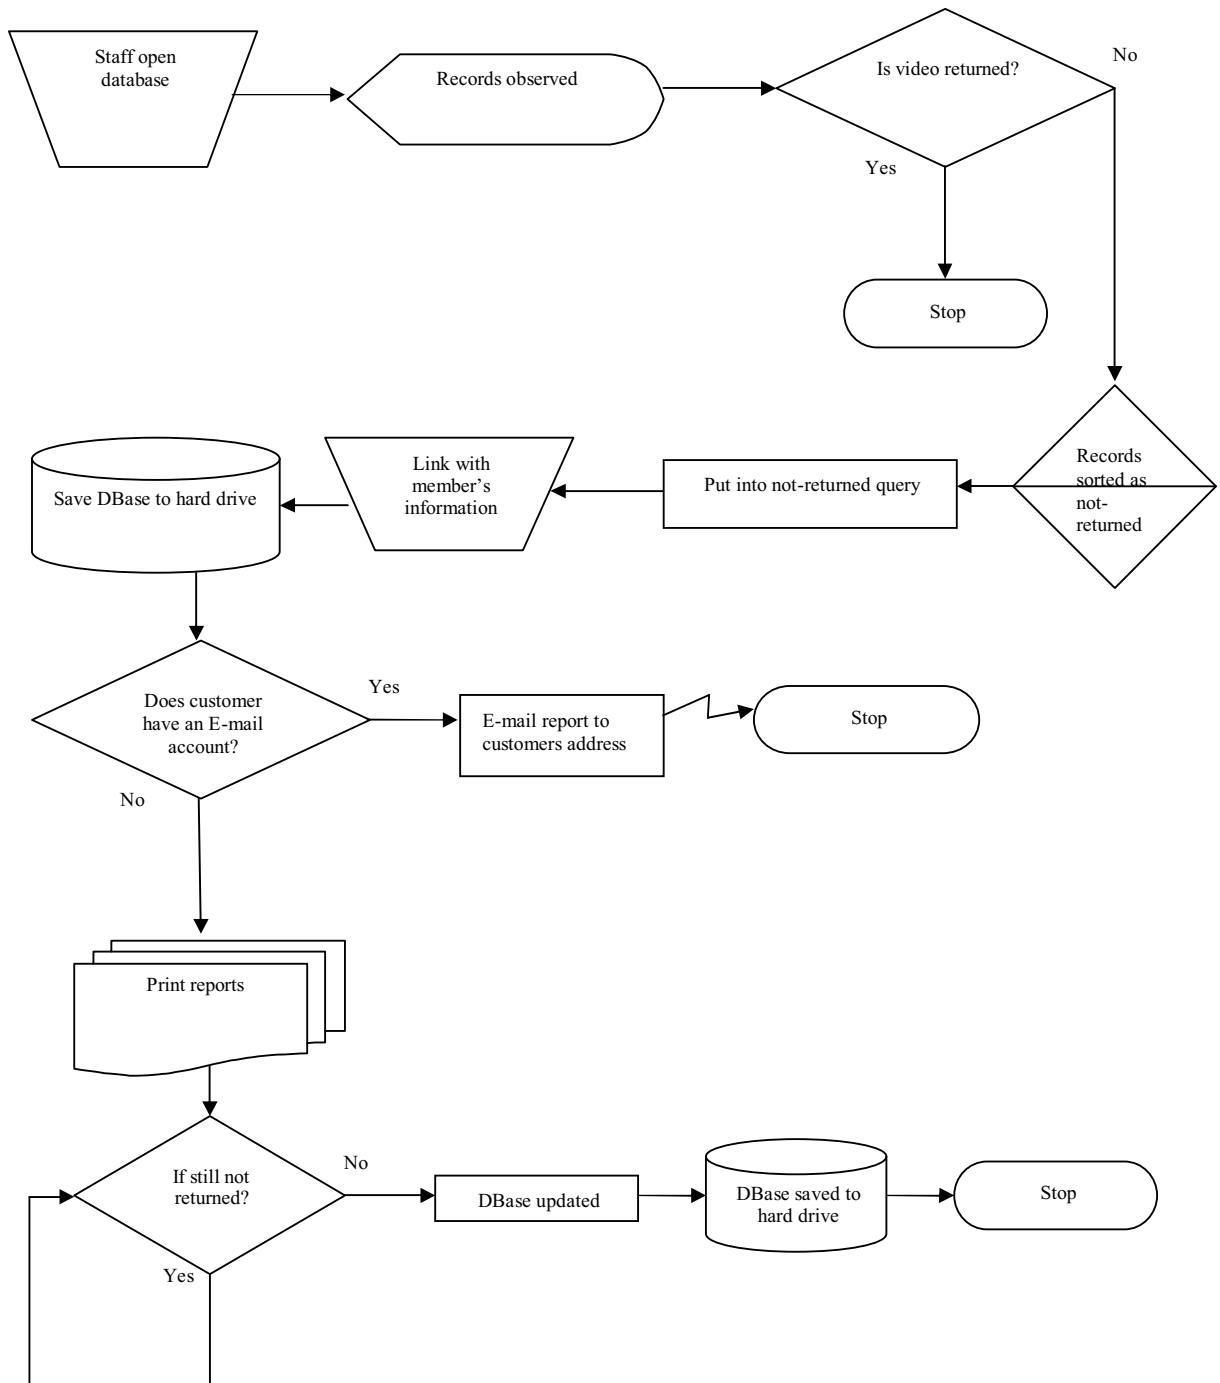 Staff open
database
Records observed
Is video returned?
No
Yes
Stop
Records
sorted as
not-
returned
Put into not-returned query
Link with
member’s
information
Save DBase to hard drive
Does customer
have an E-mail
account?
Yes
E-mail report to
customers address
Stop
No
Print reports
If still not
returned?
No
DBase updated
DBase saved to
hard drive
Stop
Yes